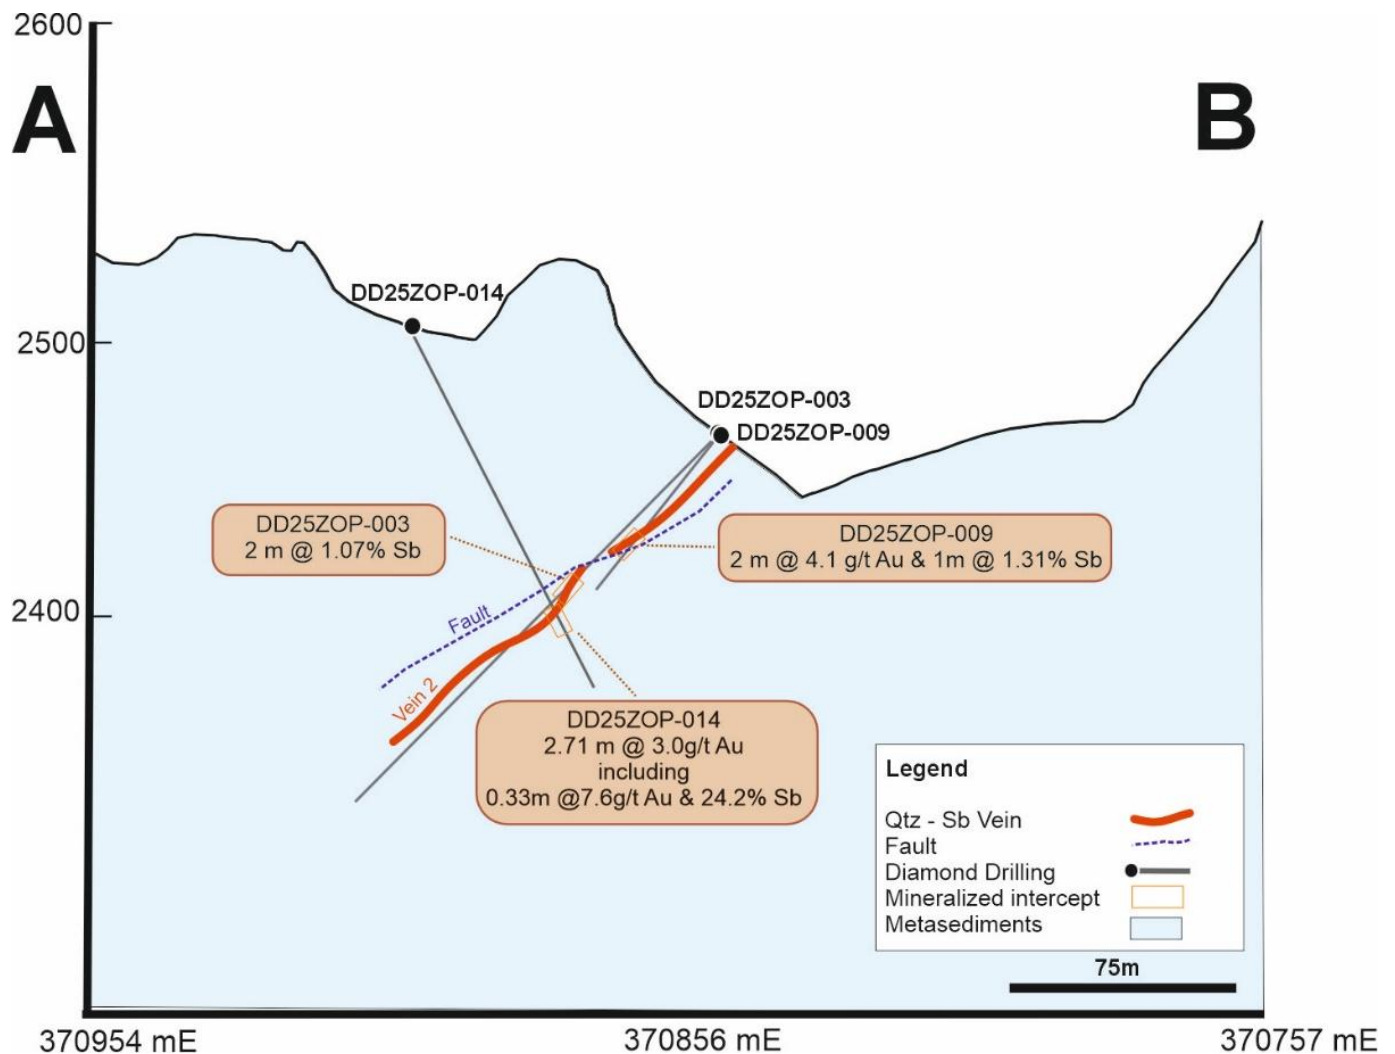 2600
A
B
DD25ZOP-014
2500
DD25ZOP-003
DD25ZOP-009
DD25ZOP-003
2 m @ 1.07% Sb
DD25ZOP-009
2 m @ 4.1 g/t Au & 1m @ 1.31% Sb
2400
Fault
Vein 2
DD25ZOP-014
2.71 m @ 3.0g/t Au
including
0.33m @7.6g/t Au & 24.2% Sb
Legend
Qtz - Sb Vein
Fault
Diamond Drilling
Mineralized intercept
Metasediments
75m
370954 mE
370856 mE
370757 mE